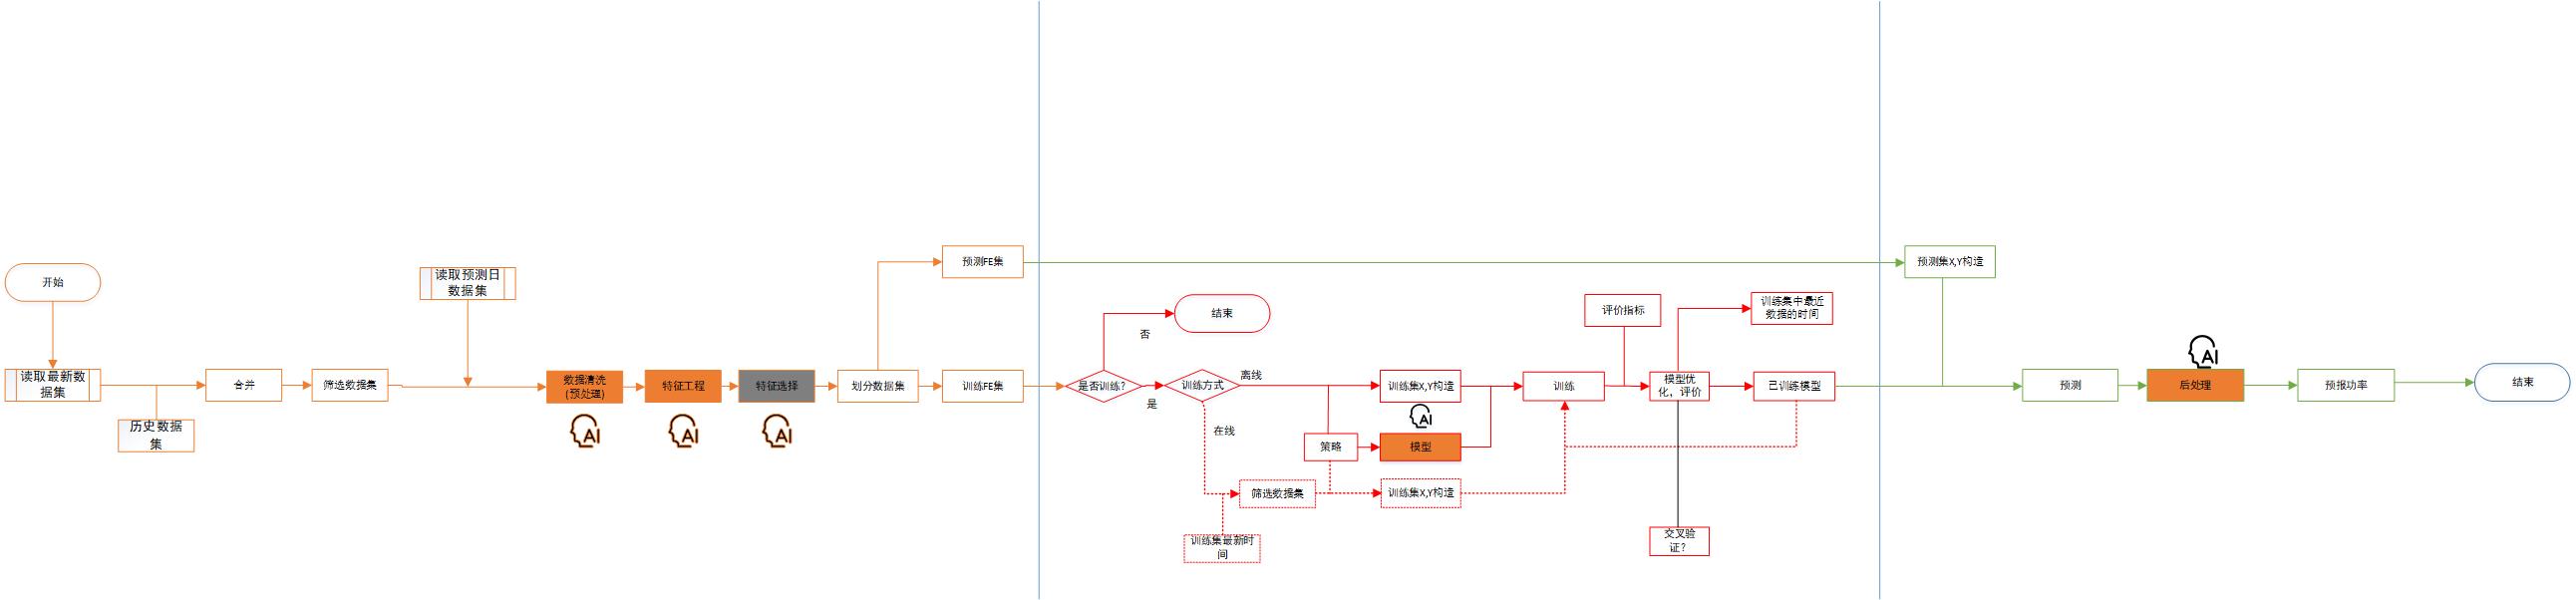 开始
读取最新数
据集
历史数据
集
合并
筛选数据集
读取预测日
数据集
数据清洗
(预处理)
AI
特征工程
AI
特征选择
AI
划分数据集
预测FE集
训练FE集
是否训练?
否
结束
是
训练方式
离线
在线
训练集X,Y构造
AI
策略
模型
筛选数据集
训练集X,Y构造
训练集最新时
间
训练
评价指标
模型优
化，评价
交叉验
证?
训练集中最近
数据的时间
已训练模型
预测集X,Y构造
预测
AI
后处理
预报功率
结束